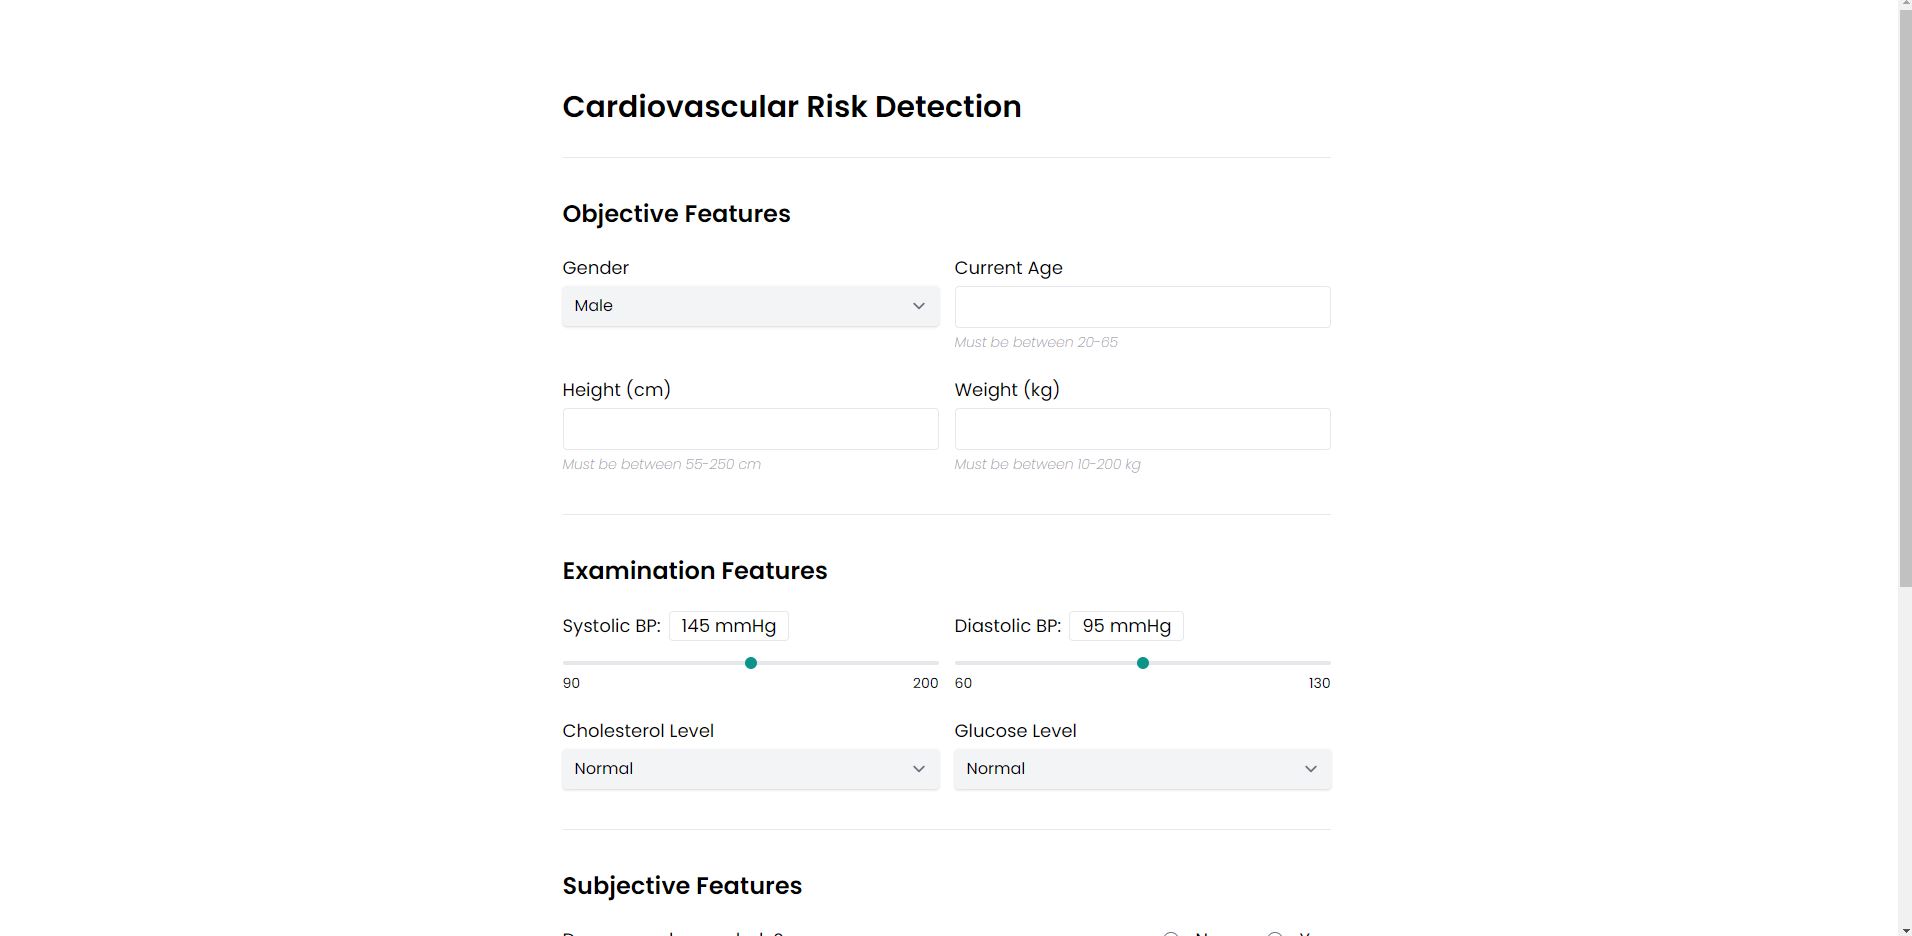 Cardiovascular Risk Detection
Objective Features
Gender
Current Age
Male
Must be between 20-65
Height (cm)
Weight (kg)
Must be between 55-250 cm
Must be between 10-200 kg
Examination Features
Systolic BP: 145 mmHg
Diastolic BP: 95 mmHg
90 200
60 130
Cholesterol Level
Glucose Level
Normal
Normal
Subjective Features